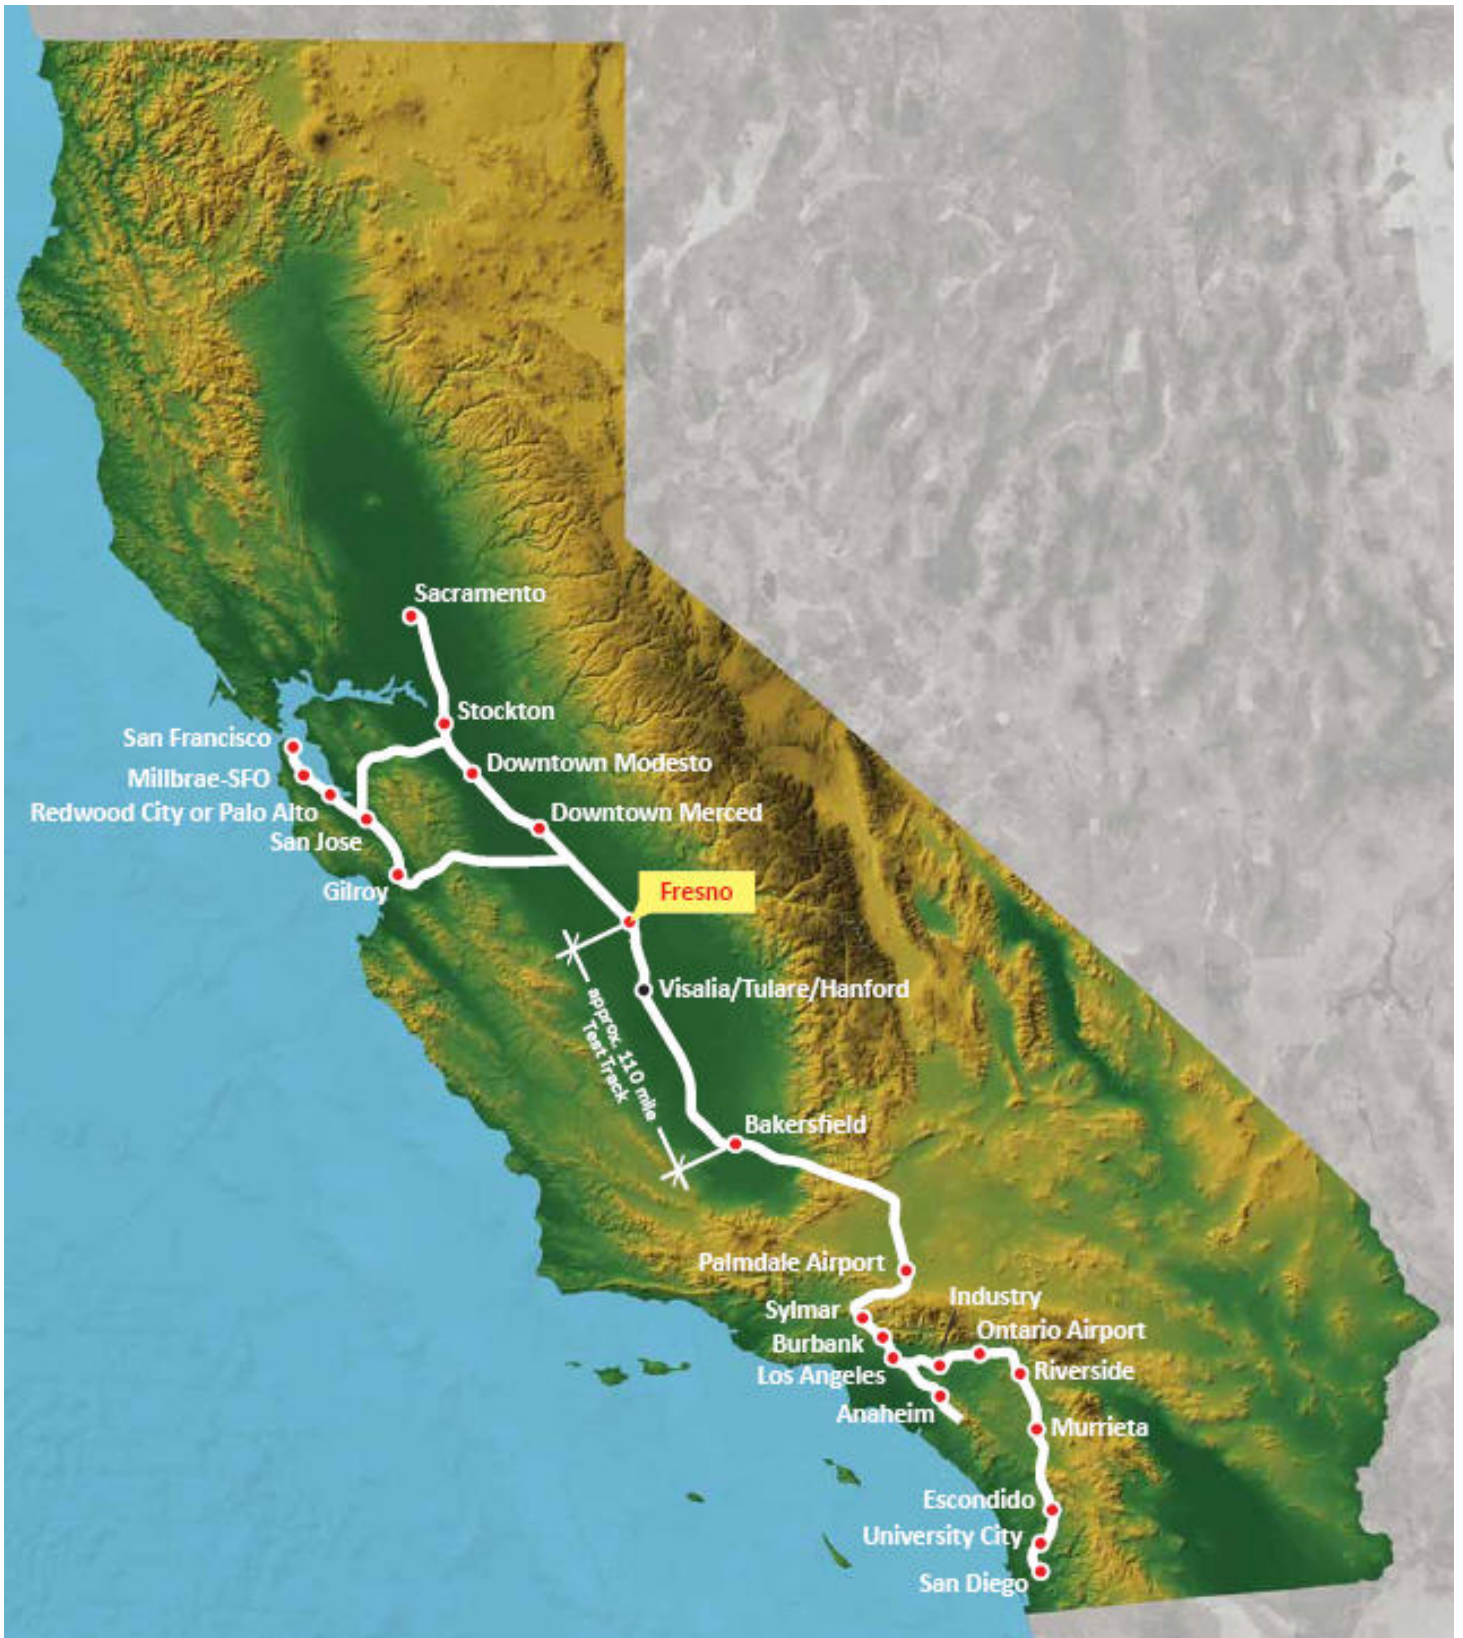 Sacramento
Stockton
San Francisco
Downtown Modesto
Millbrae-SFO
Redwood City or Palo Alto
Downtown Merced
San Jose
Gilroy
Fresno
Visalia/Tulare/Hanford
approx. 110 mile
Test Track
Bakersfield
Palmdale Airport
Industry
Sylmar
Ontario Airport
Burbank
Los Angeles
Riverside
Anaheim
Murrieta
Escondido
University City
San Diego